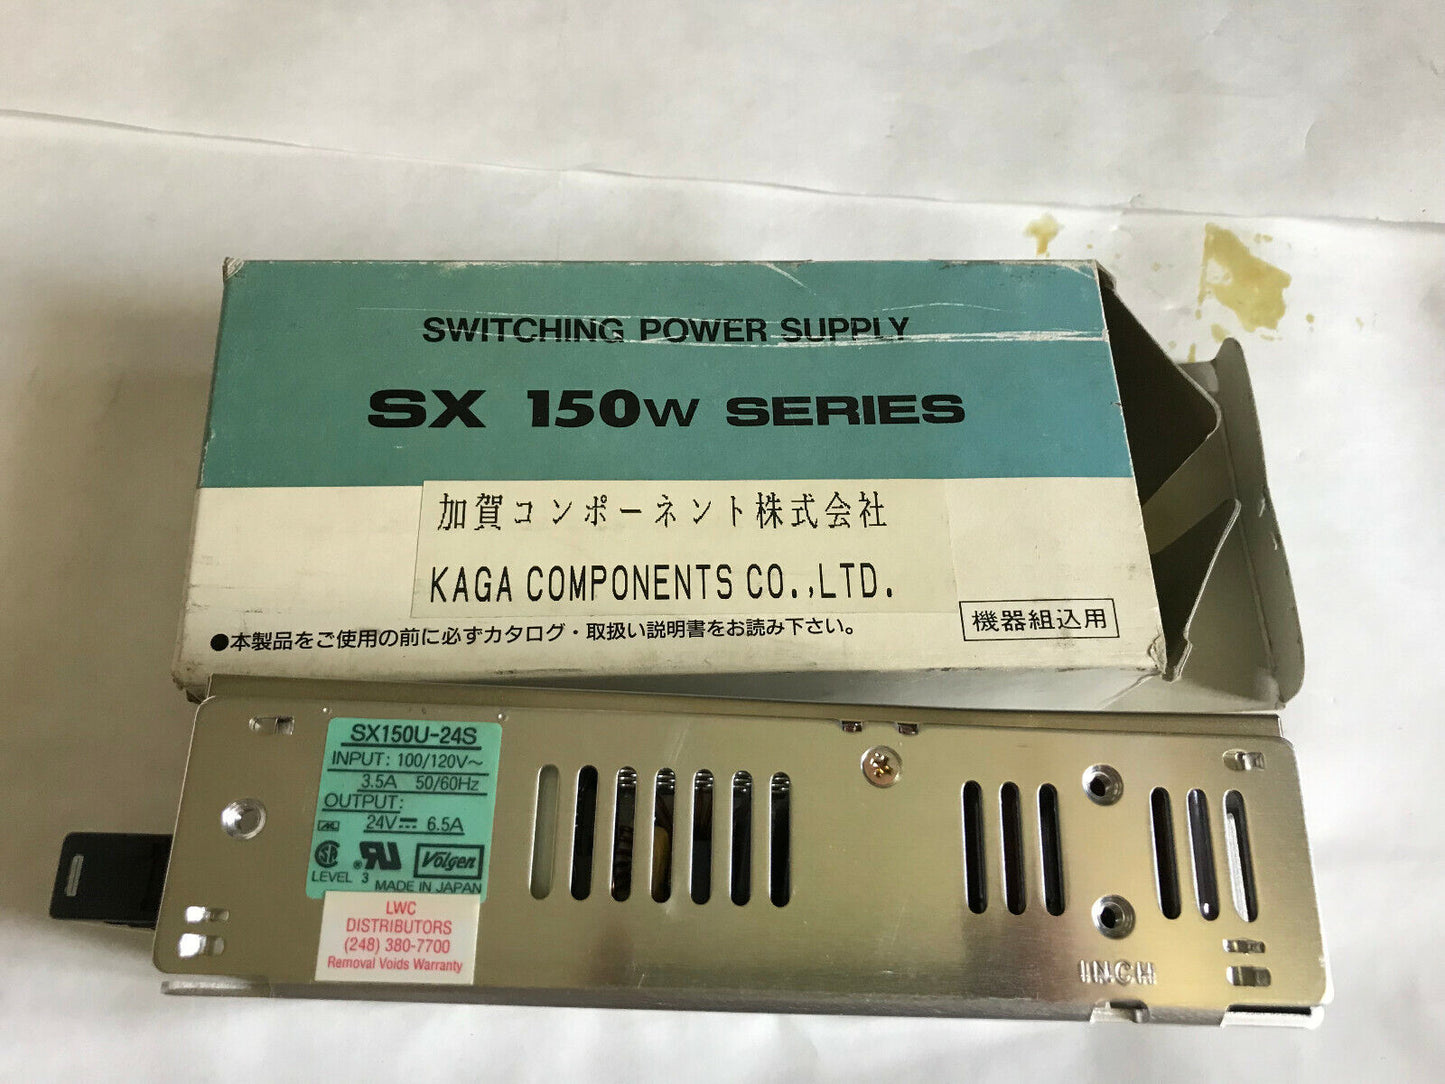 SWITCHING POWER SUPPLY
SX 150W SERIES
加賀コンポーネント株式会社
KAGA COMPONENTS CO.,LTD.
●本製品をご使用の前に必ずカタログ・取扱い説明書をお読み下さい。
機器組込用
SX150U-24S
INPUT: 100/120V~
3.5A 50/60Hz
OUTPUT:
24V⎓ 6.5A
LEVEL 3
Volgen
MADE IN JAPAN
LWC
DISTRIBUTORS
(248) 380-7700
Removal Voids Warranty
INCH